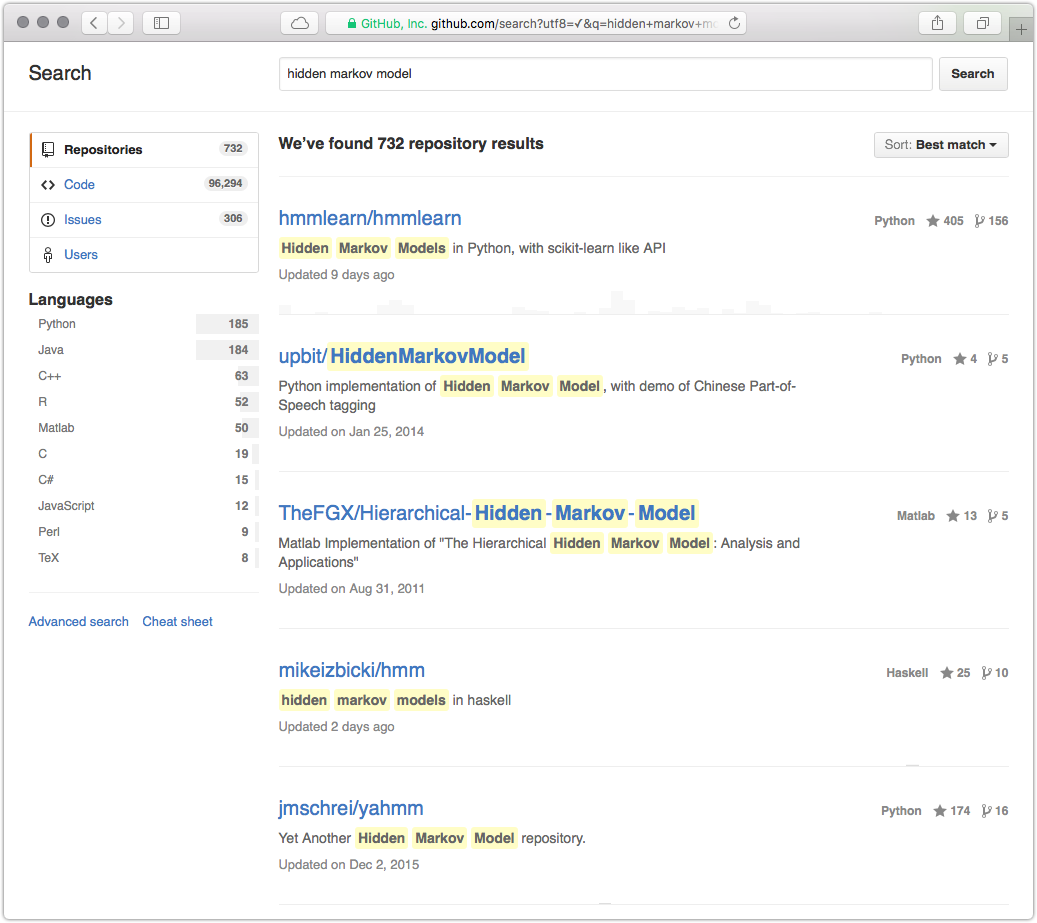 GitHub, Inc. github.com/search?utf8=✓&q=hidden+markov+m
Search
hidden markov model
Search
Repositories 732
Code 96,294
Issues 306
Users
Languages
Python 185
Java 184
C++ 63
R 52
Matlab 50
C 19
C# 15
JavaScript 12
Perl 9
TeX 8
Advanced search Cheat sheet
We've found 732 repository results
Sort: Best match
hmmlearn/hmmlearn
Python 405 156
Hidden Markov Models in Python, with scikit-learn like API
Updated 9 days ago
upbit/HiddenMarkovModel
Python 4 5
Python implementation of Hidden Markov Model, with demo of Chinese Part-of-
Speech tagging
Updated on Jan 25, 2014
TheFGX/Hierarchical-Hidden-Markov-Model
Matlab 13 5
Matlab Implementation of "The Hierarchical Hidden Markov Model: Analysis and
Applications"
Updated on Aug 31, 2011
mikeizbicki/hmm
Haskell 25 10
hidden markov models in haskell
Updated 2 days ago
jmschrei/yahmm
Python 174 16
Yet Another Hidden Markov Model repository.
Updated on Dec 2, 2015